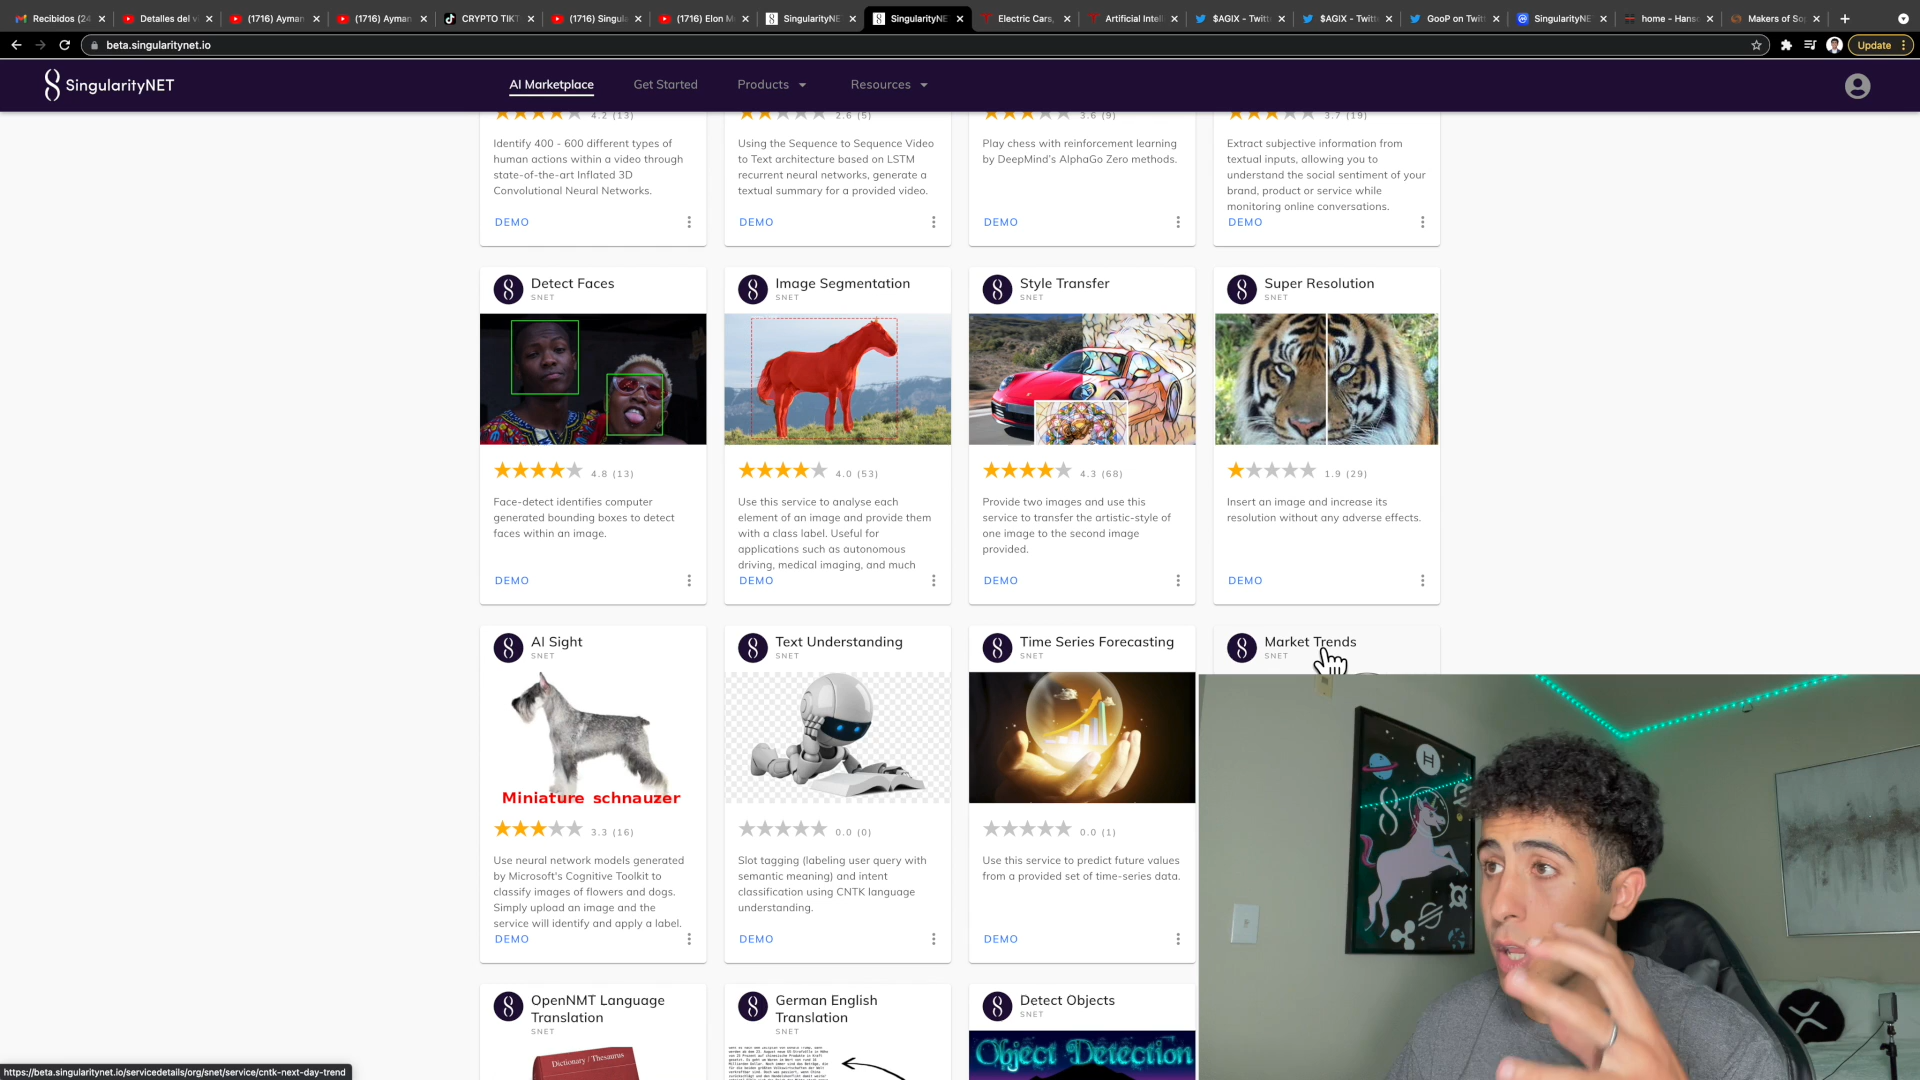 Recibidos (24
Detalles del v
(1716) Ayman
(1716) Ayman
CRYPTO TIKT
(1716) Singul
(1716) Elon M
SingularityNE
SingularityNE
Electric Cars,
Artificial Intel
$AGIX - Twitt
$AGIX - Twitt
GooP on Twit
SingularityNE
home - Hans
Makers of So
beta.singularitynet.io
Update
SingularityNET
AI Marketplace
Get Started
Products
Resources
4.2 (13)
2.6 (5)
3.6 (9)
3.7 (19)
Identify 400 - 600 different types of
human actions within a video through
state-of-the-art Inflated 3D
Convolutional Neural Networks.
DEMO
Using the Sequence to Sequence Video
to Text architecture based on LSTM
recurrent neural networks, generate a
textual summary for a provided video.
DEMO
Play chess with reinforcement learning
by DeepMind's AlphaGo Zero methods.
DEMO
Extract subjective information from
textual inputs, allowing you to
understand the social sentiment of your
brand, product or service while
monitoring online conversations.
DEMO
Detect Faces
SNET
4.8 (13)
Face-detect identifies computer
generated bounding boxes to detect
faces within an image.
DEMO
Image Segmentation
SNET
4.0 (53)
Use this service to analyse each
element of an image and provide them
with a class label. Useful for
applications such as autonomous
driving, medical imaging, and much
DEMO
Style Transfer
SNET
4.3 (68)
Provide two images and use this
service to transfer the artistic-style of
one image to the second image
provided.
DEMO
Super Resolution
SNET
1.9 (29)
Insert an image and increase its
resolution without any adverse effects.
DEMO
AI Sight
SNET
Miniature schnauzer
3.3 (16)
Use neural network models generated
by Microsoft's Cognitive Toolkit to
classify images of flowers and dogs.
Simply upload an image and the
service will identify and apply a label.
DEMO
Text Understanding
SNET
0.0 (0)
Slot tagging (labeling user query with
semantic meaning) and intent
classification using CNTK language
understanding.
DEMO
Time Series Forecasting
SNET
0.0 (1)
Use this service to predict future values
from a provided set of time-series data.
DEMO
Market Trends
SNET
OpenNMT Language
Translation
SNET
Dictionary / Thesaurus
German English
Translation
SNET
Detect Objects
SNET
Object Detection
https://beta.singularitynet.io/servicedetails/org/snet/service/cntk-next-day-trend